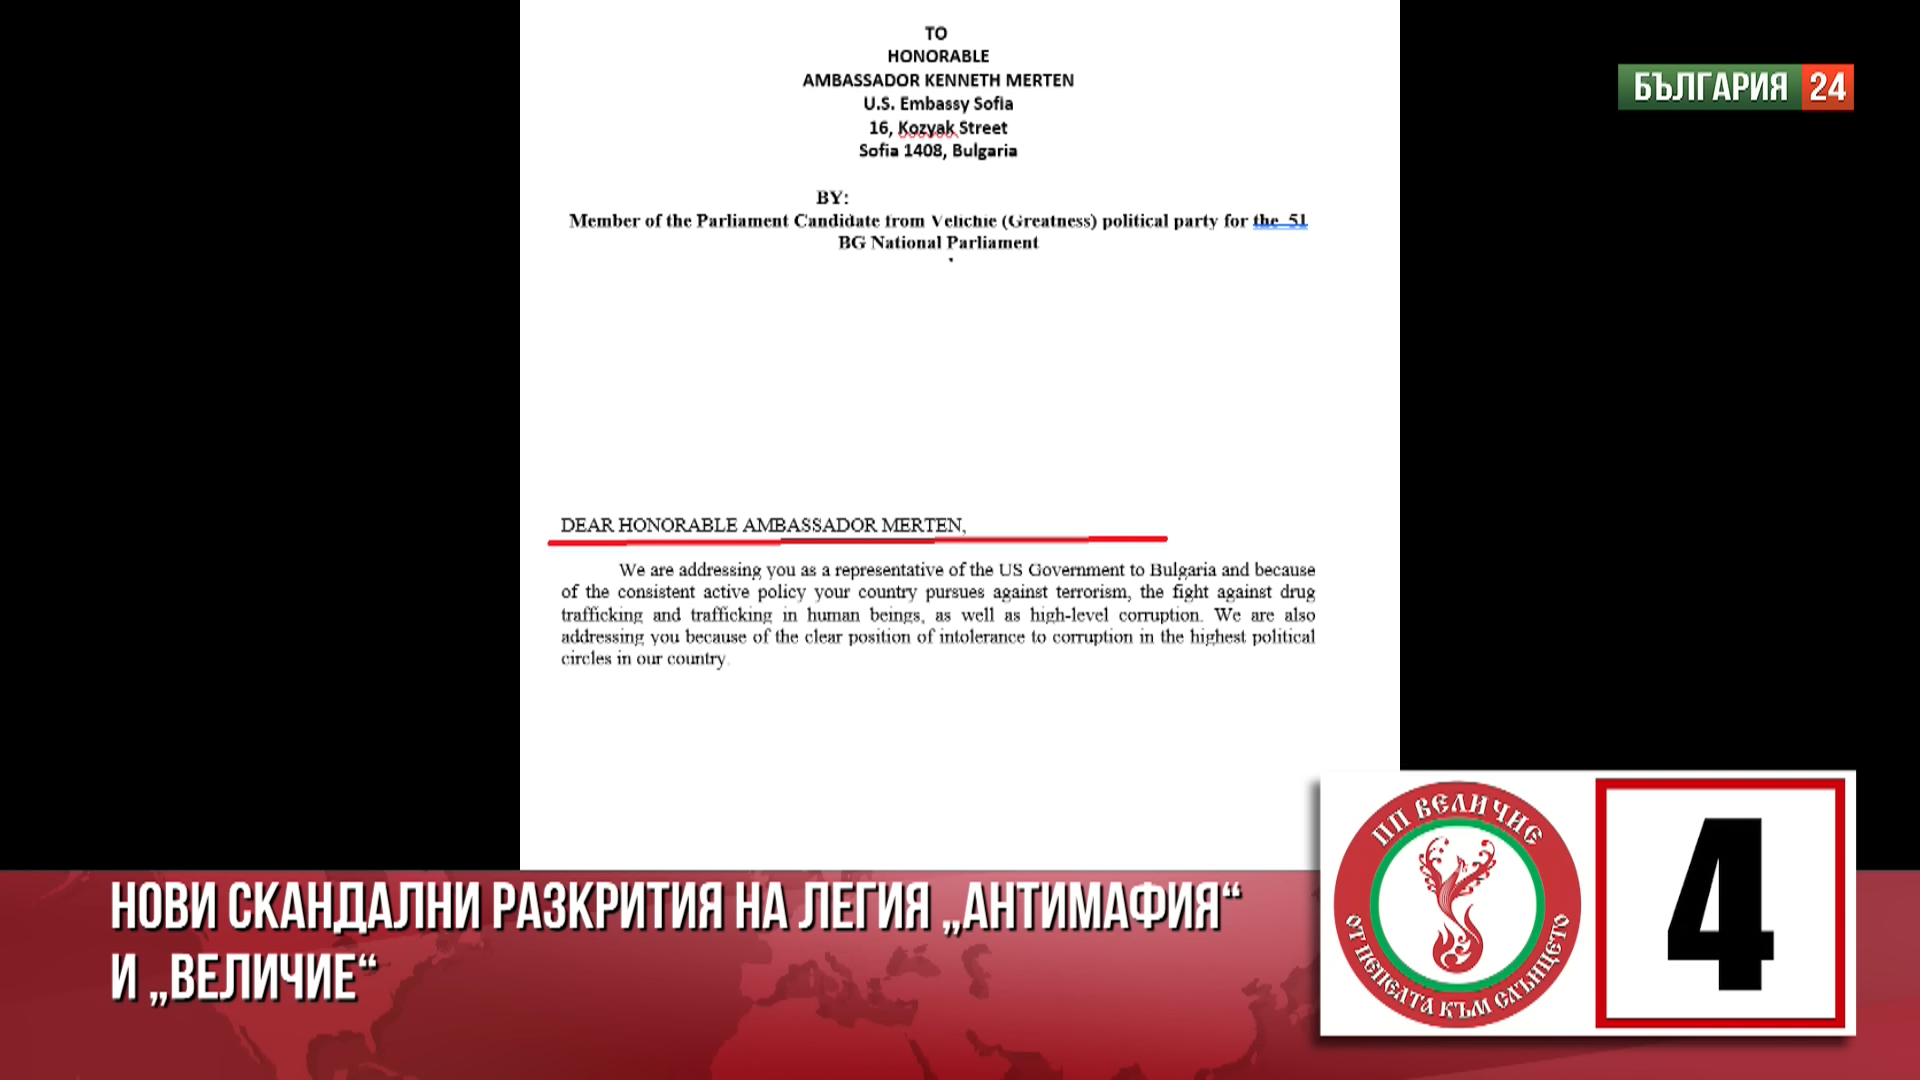 TO
HONORABLE
AMBASSADOR KENNETH MERTEN
U.S. Embassy Sofia
16, Kozyak Street
Sofia 1408, Bulgaria
БЪЛГАРИЯ 24
BY:
Member of the Parliament Candidate from Velichie (Greatness) political party for the 51
BG National Parliament
DEAR HONORABLE AMBASSADOR MERTEN,
We are addressing you as a representative of the US Government to Bulgaria and because
of the consistent active policy your country pursues against terrorism, the fight against drug
trafficking and trafficking in human beings, as well as high-level corruption. We are also
addressing you because of the clear position of intolerance to corruption in the highest political
circles in our country.
НОВИ СКАНДАЛНИ РАЗКРИТИЯ НА ЛЕГИЯ „АНТИМАФИЯ“
И „ВЕЛИЧИЕ“
ПП ВЕЛИЧИЕ
ОТ ПЕПЕЛТА КЪМ СЛЪНЦЕТО
4